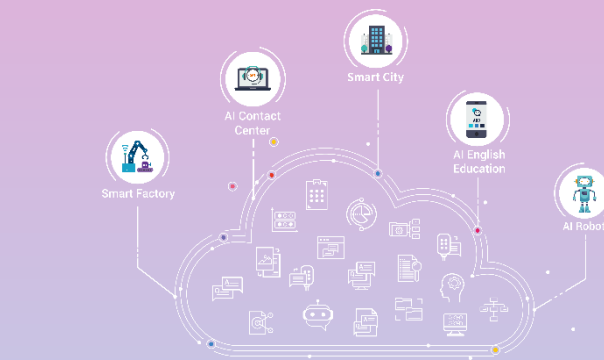 Smart City
AI Contact
Center
AI English
Education
Smart Factory
AI Robot